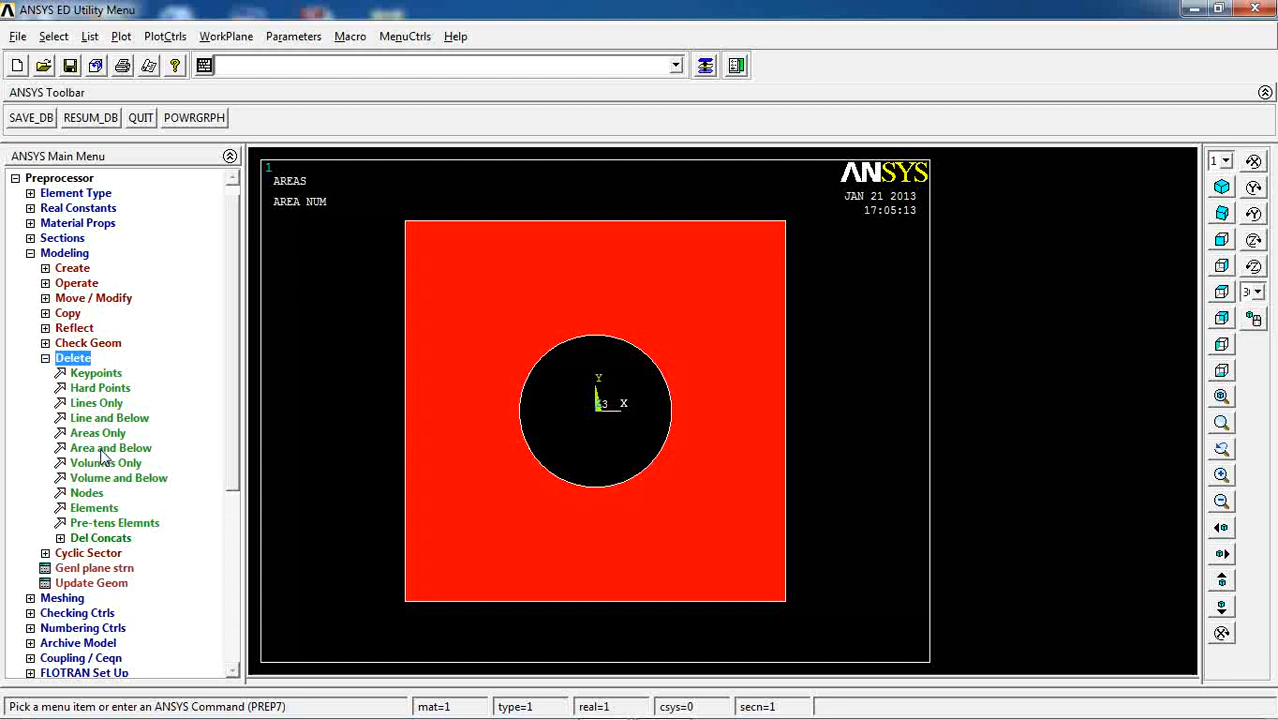 ANSYS ED Utility Menu
File Select List Plot PlotCtrls WorkPlane Parameters Macro MenuCtrls Help
ANSYS Toolbar
SAVE_DB RESUM_DB QUIT POWRGRPH
ANSYS Main Menu
Preprocessor
Element Type
Real Constants
Material Props
Sections
Modeling
Create
Operate
Move / Modify
Copy
Reflect
Check Geom
Delete
Keypoints
Hard Points
Lines Only
Line and Below
Areas Only
Area and Below
Volumes Only
Volume and Below
Nodes
Elements
Pre-tens Elemnts
Del Concats
Cyclic Sector
Genl plane strn
Update Geom
Meshing
Checking Ctrls
Numbering Ctrls
Archive Model
Coupling / Ceqn
FLOTRAN Set Up
1
AREAS
AREA NUM
ANSYS
JAN 21 2013
17:05:13
Y
X
1
Pick a menu item or enter an ANSYS Command (PREP7) mat=1 type=1 real=1 csys=0 secn=1